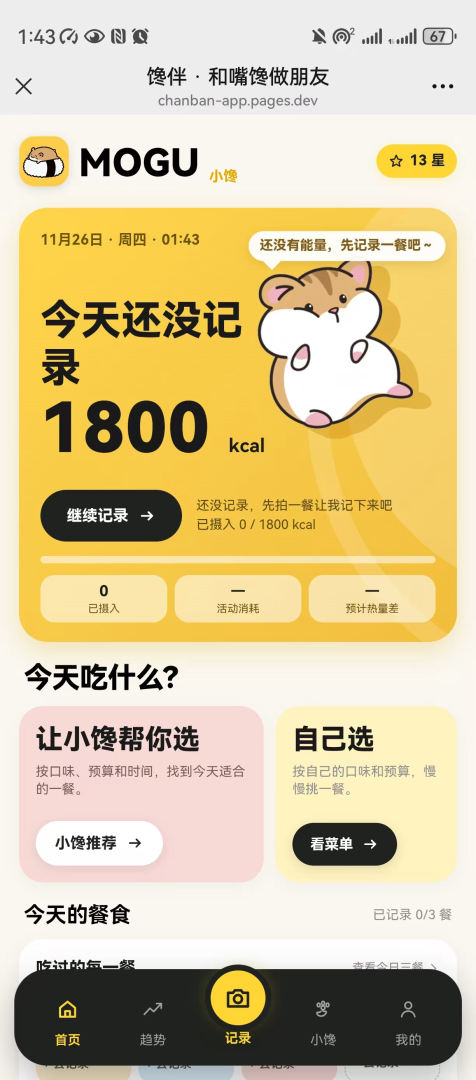 1:43
2
67
馋伴 · 和嘴馋做朋友
chanban-app.pages.dev
MOGU 小馋
13 星
11月26日 · 周四 · 01:43
还没有能量，先记录一餐吧～
今天还没记
录
1800 kcal
继续记录 →
还没记录，先拍一餐让我记下来吧
已摄入 0 / 1800 kcal
0
已摄入
—
活动消耗
—
预计热量差
今天吃什么?
让小馋帮你选
按口味、预算和时间，找到今天适合
的一餐。
小馋推荐 →
自己选
按自己的口味和预算，慢
慢挑一餐。
看菜单 →
今天的餐食
已记录 0/3 餐
吃过的每一餐
查看今日三餐
首页
趋势
记录
小馋
我的